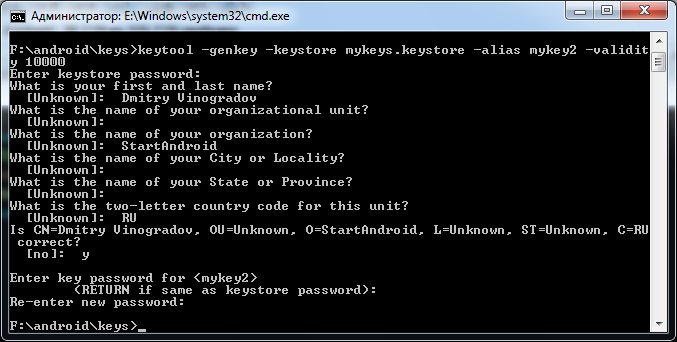 Администратор: E:\Windows\system32\cmd.exe
F:\android\keys>keytool -genkey -keystore mykeys.keystore -alias mykey2 -validit
y 10000
Enter keystore password:
What is your first and last name?
  [Unknown]:  Dmitry Vinogradov
What is the name of your organizational unit?
  [Unknown]:
What is the name of your organization?
  [Unknown]:  StartAndroid
What is the name of your City or Locality?
  [Unknown]:
What is the name of your State or Province?
  [Unknown]:
What is the two-letter country code for this unit?
  [Unknown]:  RU
Is CN=Dmitry Vinogradov, OU=Unknown, O=StartAndroid, L=Unknown, ST=Unknown, C=RU
 correct?
  [no]:  y
Enter key password for <mykey2>
        (RETURN if same as keystore password):
Re-enter new password:
F:\android\keys>_